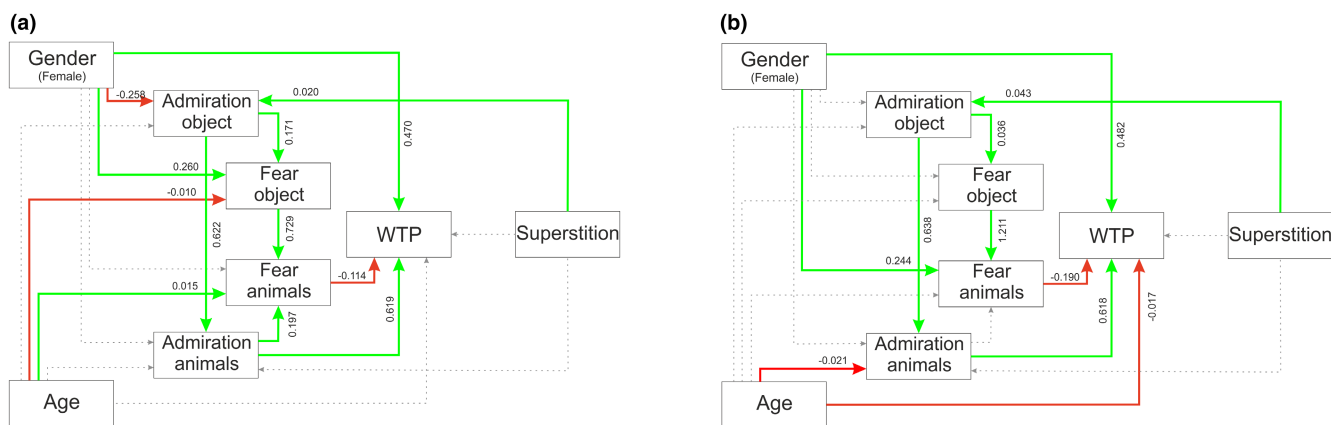 (a)
Gender
(Female)
-0.258
Admiration
object
0.020
0.171
0.470
0.260
Fear
object
-0.010
0.622
0.729
WTP
Superstition
Fear
animals
-0.114
0.015
0.197
0.619
Admiration
animals
Age
(b)
Gender
(Female)
Admiration
object
0.043
0.036
0.482
Fear
object
0.638
1.211
WTP
Superstition
0.244
Fear
animals
-0.190
0.618
-0.017
Admiration
animals
-0.021
Age